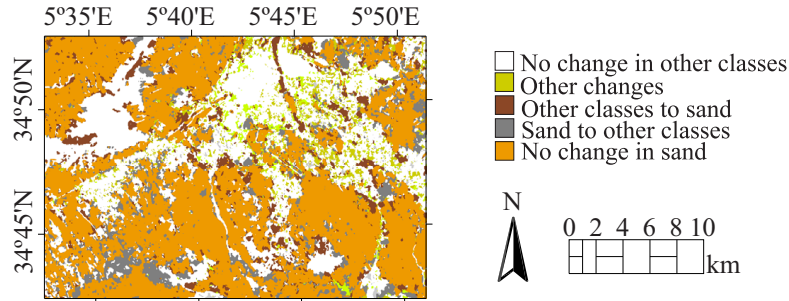 5º35'E 5º40'E 5º45'E 5º50'E
34º50'N
34º45'N
No change in other classes
Other changes
Other classes to sand
Sand to other classes
No change in sand
N
0 2 4 6 8 10
km